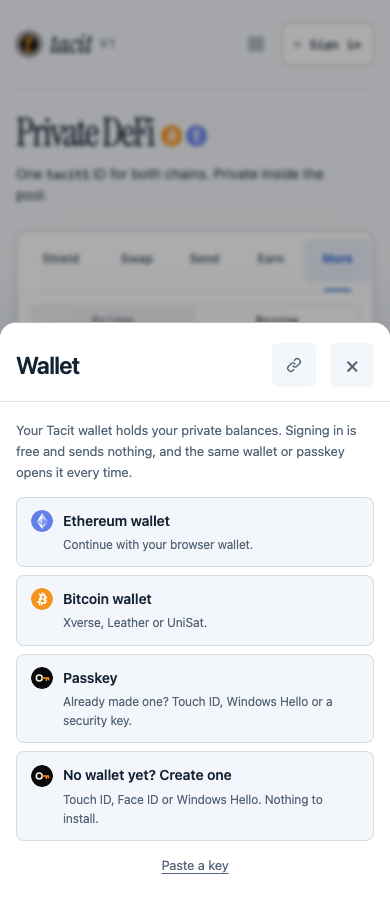 tacit V1
Sign in
Private DeFi
One tacit1 ID for both chains. Private inside the
pool.
Shield Swap Send Earn More
Bridge Borrow
Wallet
Your Tacit wallet holds your private balances. Signing in is
free and sends nothing, and the same wallet or passkey
opens it every time.
Ethereum wallet
Continue with your browser wallet.
Bitcoin wallet
Xverse, Leather or UniSat.
Passkey
Already made one? Touch ID, Windows Hello or a
security key.
No wallet yet? Create one
Touch ID, Face ID or Windows Hello. Nothing to
install.
Paste a key